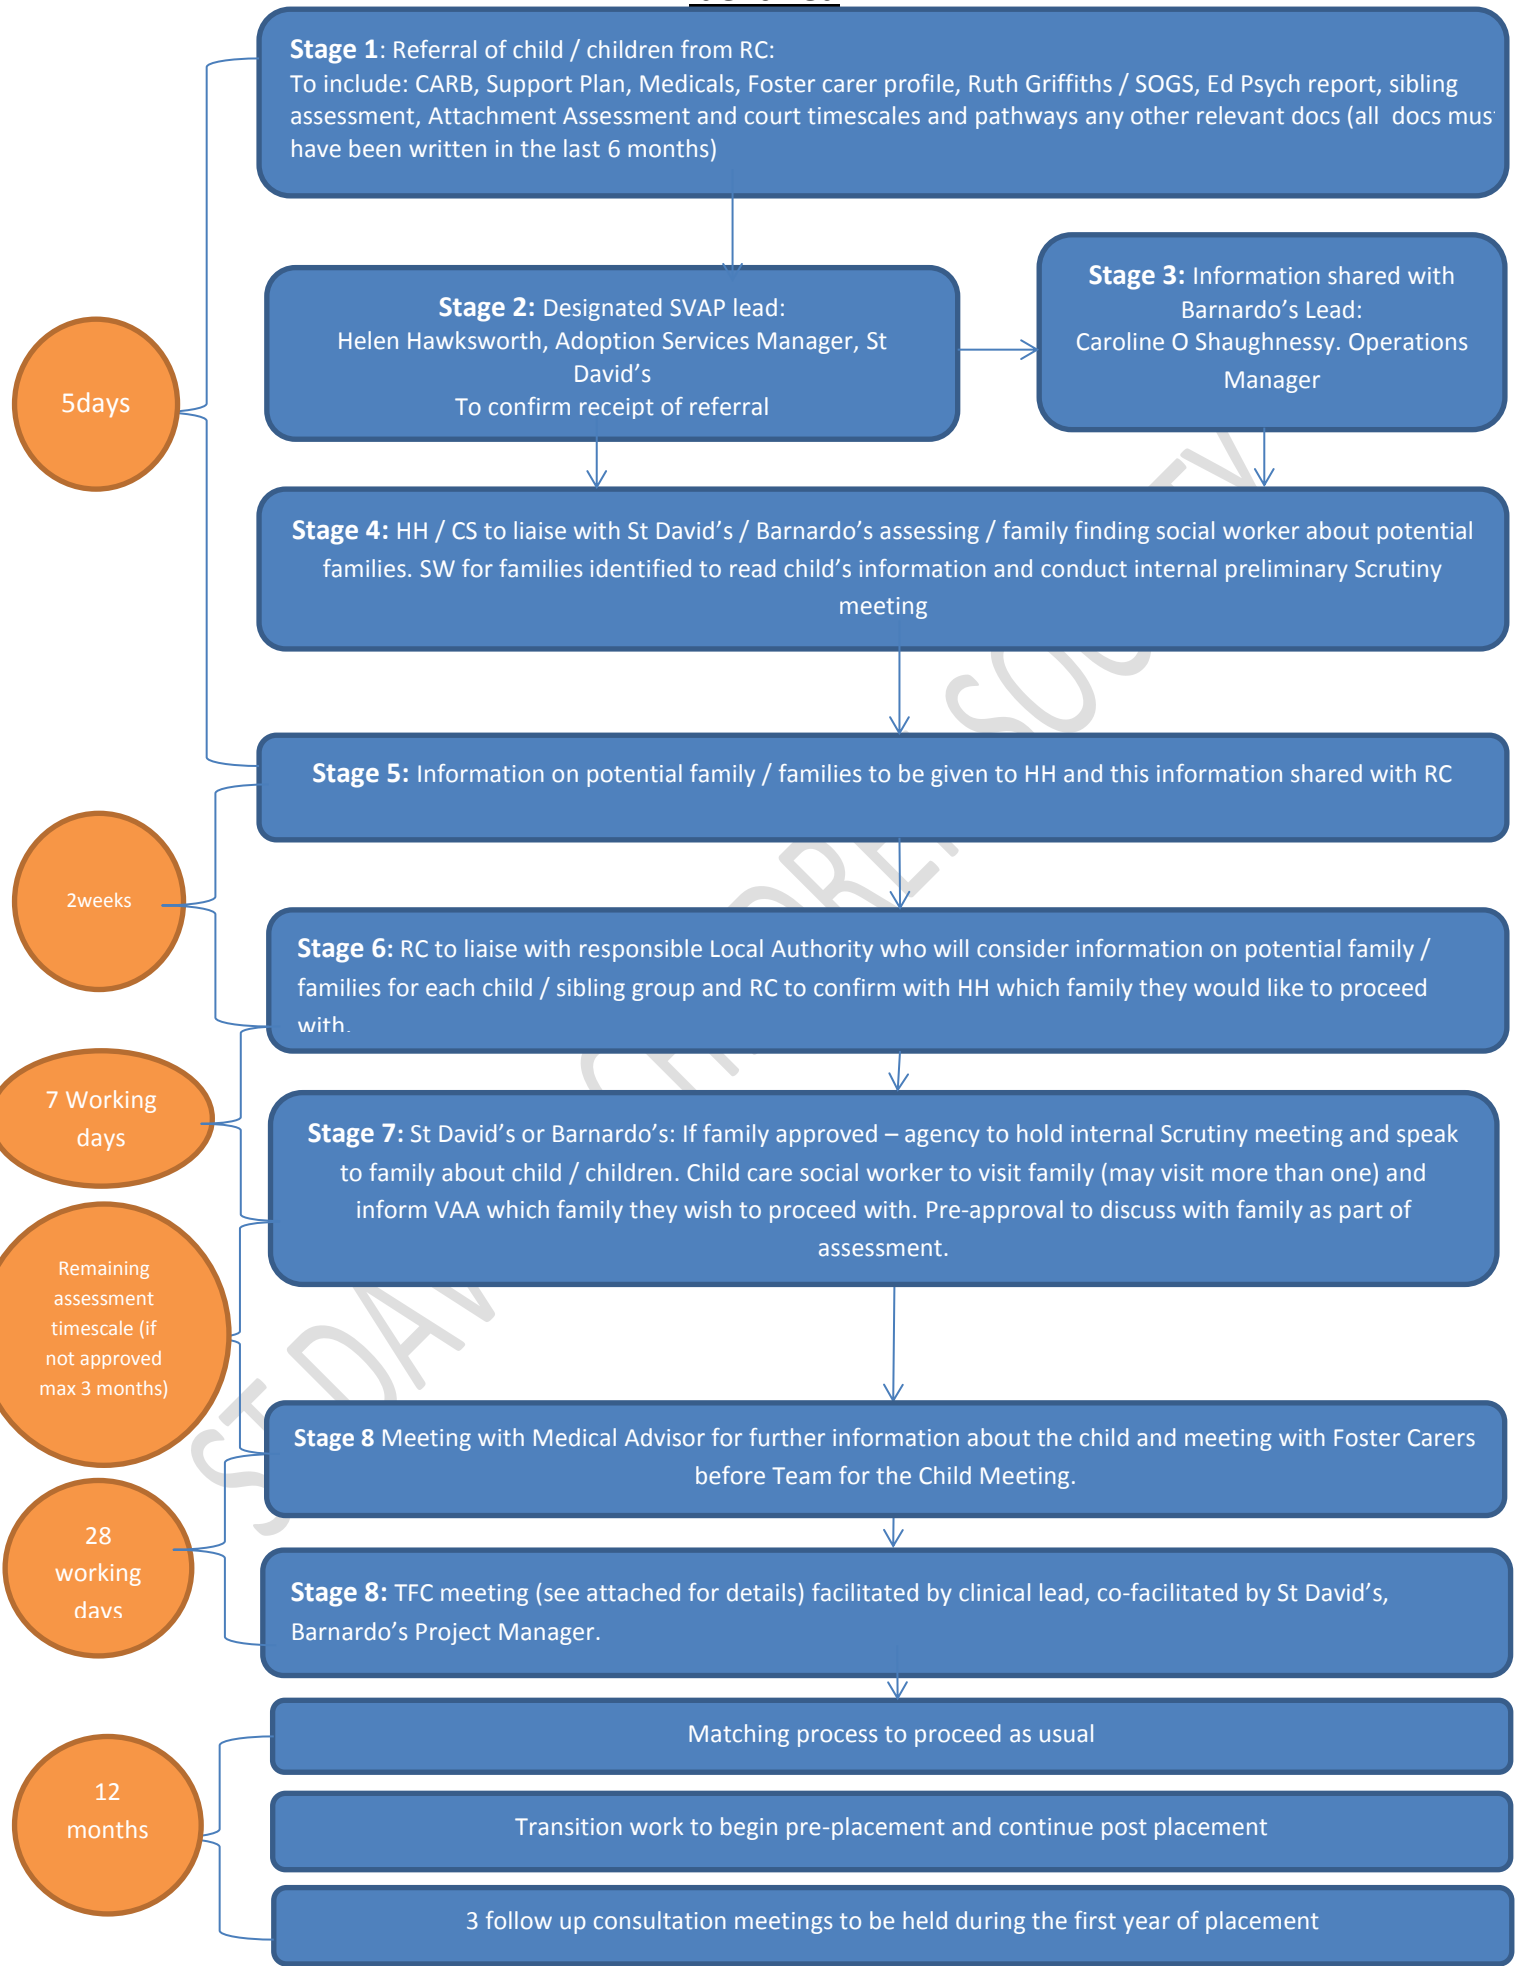 Stage 1: Referral of child / children from RC:
To include: CARB, Support Plan, Medicals, Foster carer profile, Ruth Griffiths / SOGS, Ed Psych report, sibling
assessment, Attachment Assessment and court timescales and pathways any other relevant docs (all docs mus
have been written in the last 6 months)
Stage 2: Designated SVAP lead:
Helen Hawksworth, Adoption Services Manager, St
David’s
To confirm receipt of referral
Stage 3: Information shared with
Barnardo’s Lead:
Caroline O Shaughnessy. Operations
Manager
5days
Stage 4: HH / CS to liaise with St David’s / Barnardo’s assessing / family finding social worker about potential
families. SW for families identified to read child’s information and conduct internal preliminary Scrutiny
meeting
Stage 5: Information on potential family / families to be given to HH and this information shared with RC
2weeks
Stage 6: RC to liaise with responsible Local Authority who will consider information on potential family /
families for each child / sibling group and RC to confirm with HH which family they would like to proceed
with.
7 Working
days
Stage 7: St David’s or Barnardo’s: If family approved – agency to hold internal Scrutiny meeting and speak
to family about child / children. Child care social worker to visit family (may visit more than one) and
inform VAA which family they wish to proceed with. Pre-approval to discuss with family as part of
assessment.
Remaining
assessment
timescale (if
not approved
max 3 months)
Stage 8 Meeting with Medical Advisor for further information about the child and meeting with Foster Carers
before Team for the Child Meeting.
28
working
days
Stage 8: TFC meeting (see attached for details) facilitated by clinical lead, co-facilitated by St David’s,
Barnardo’s Project Manager.
Matching process to proceed as usual
12
months
Transition work to begin pre-placement and continue post placement
3 follow up consultation meetings to be held during the first year of placement